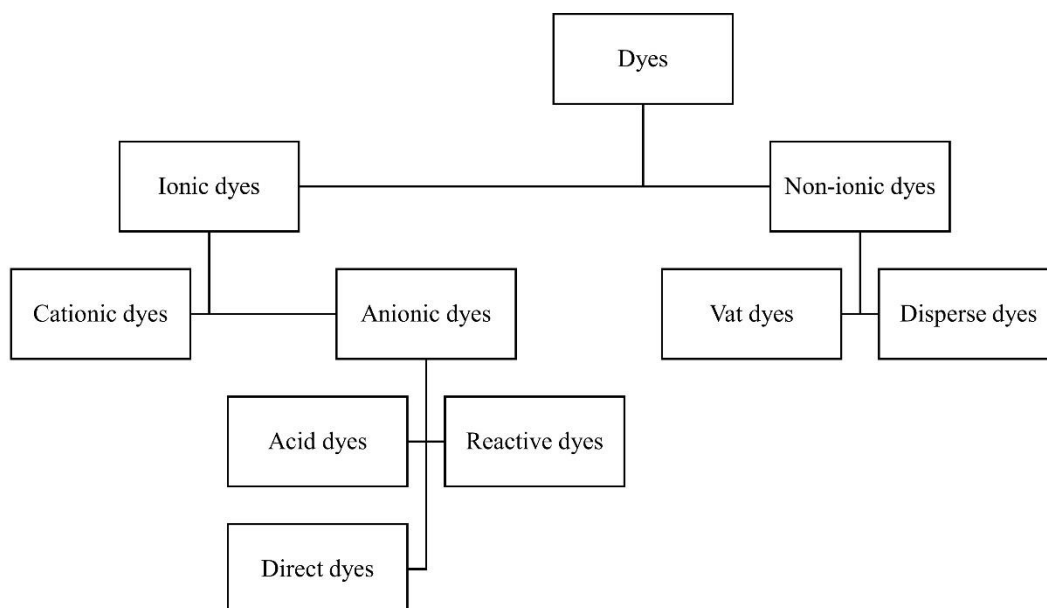 Dyes
Ionic dyes
Non-ionic dyes
Cationic dyes
Anionic dyes
Vat dyes
Disperse dyes
Acid dyes
Reactive dyes
Direct dyes